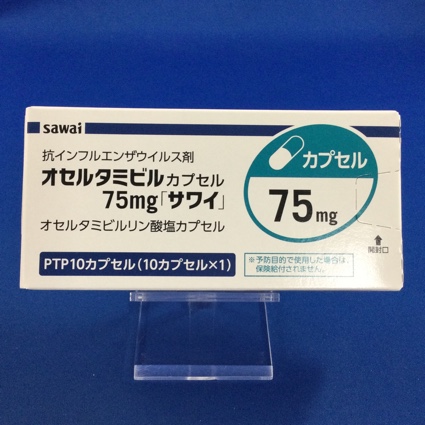 sawai
抗インフルエンザウイルス剤
オセルタミビルカプセル
75mg「サワイ」
オセルタミビルリン酸塩カプセル
PTP10カプセル(10カプセル×1)
カプセル
75mg
開封口
※予防目的で使用した場合は、
保険給付されません。